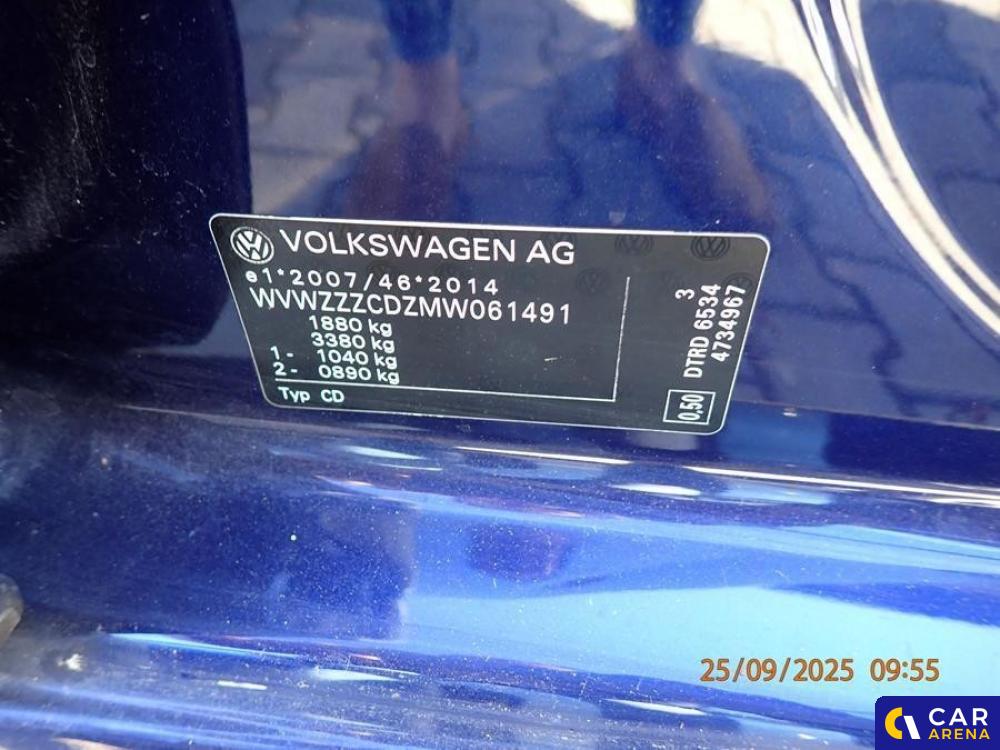 VOLKSWAGEN AG
e1*2007/46*2014
WVWZZZCDZMW061491
1880 kg
3380 kg
1- 1040 kg
2- 0890 kg
Typ CD
3
DTRD 6534
4734967
0,50
25/09/2025 09:55
CAR
ARENA